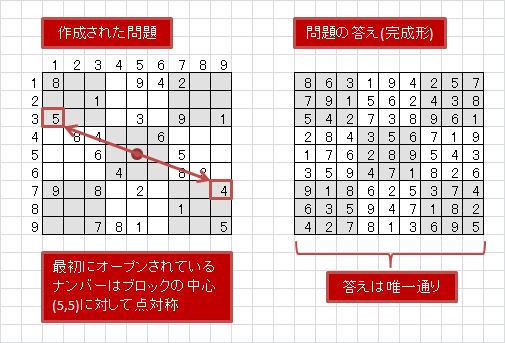 作成された問題
1 2 3 4 5 6 7 8 9
1 8 9 4 2
2 1
3 5 3 9 1
4 8 4 6
5 6 5
6 4 8
7 9 8 2 4
8 1
9 7 8 1 5
最初にオープンされている
ナンバーはブロックの中心
(5,5)に対して点対称
問題の答え(完成形)
8 6 3 1 9 4 2 5 7
7 9 1 5 6 2 4 3 8
5 4 2 7 3 8 9 6 1
2 8 4 3 5 6 7 1 9
1 7 6 2 8 9 5 4 3
3 5 9 4 7 1 8 2 6
9 1 8 6 2 5 3 7 4
6 3 5 9 4 7 1 8 2
4 2 7 8 1 3 6 9 5
答えは唯一通り